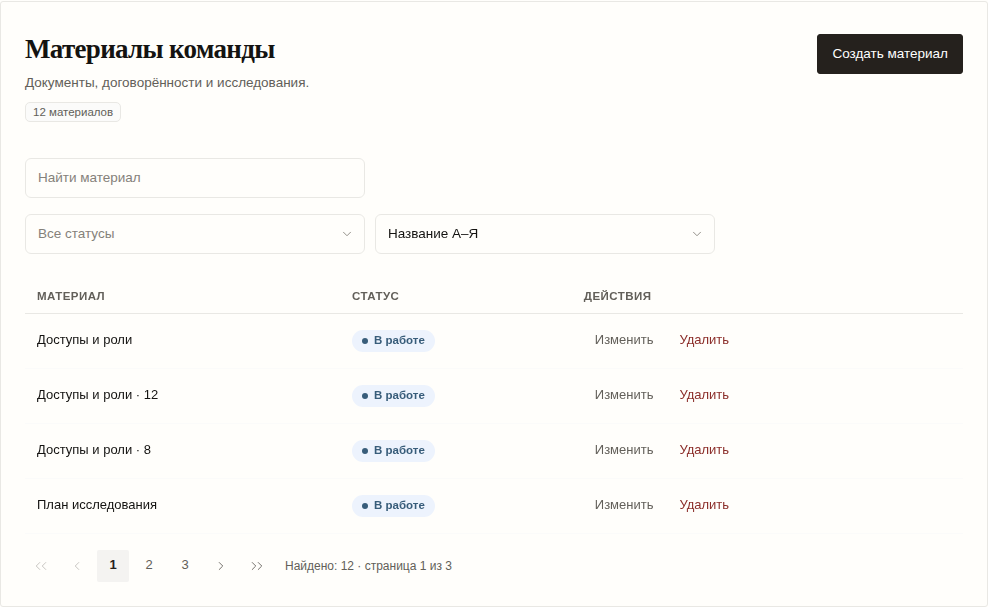 Материалы команды
Создать материал
Документы, договорённости и исследования.
12 материалов
Найти материал
Все статусы
Название А–Я
МАТЕРИАЛ СТАТУС ДЕЙСТВИЯ
Доступы и роли В работе Изменить Удалить
Доступы и роли · 12 В работе Изменить Удалить
Доступы и роли · 8 В работе Изменить Удалить
План исследования В работе Изменить Удалить
1 2 3 Найдено: 12 · страница 1 из 3